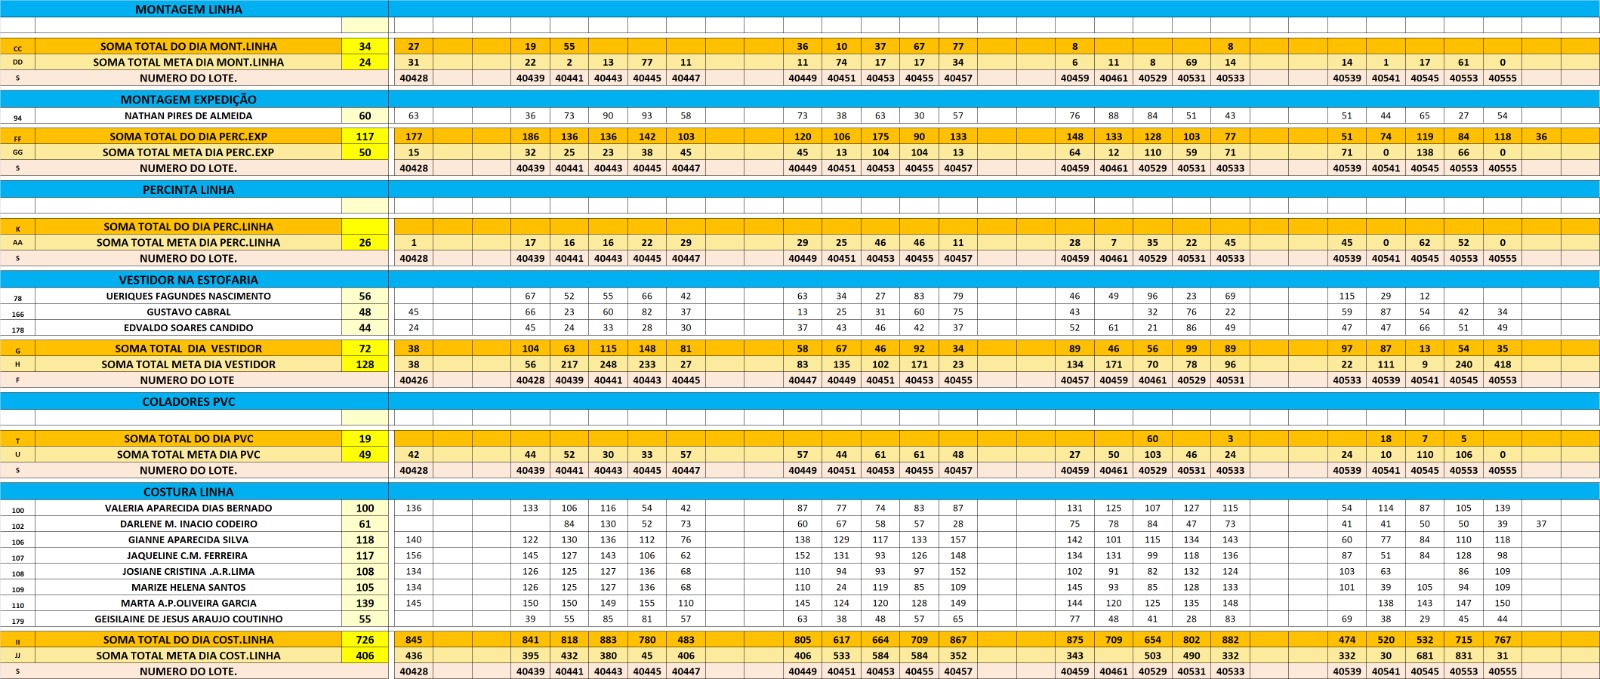 MONTAGEM LINHA
CC SOMA TOTAL DO DIA MONT.LINHA 34 27 19 55 36 10 37 67 77 8 8
DD SOMA TOTAL META DIA MONT.LINHA 24 31 22 2 13 77 11 11 74 17 17 34 6 11 8 69 14 14 1 17 61 0
S NUMERO DO LOTE. 40428 40439 40441 40443 40445 40447 40449 40451 40453 40455 40457 40459 40461 40529 40531 40533 40539 40541 40545 40553 40555
MONTAGEM EXPEDIÇÃO
94 NATHAN PIRES DE ALMEIDA 60 63 36 73 90 93 58 73 38 63 30 57 76 88 84 51 43 51 44 65 27 54
FF SOMA TOTAL DO DIA PERC.EXP 117 177 186 136 136 142 103 120 106 175 90 133 148 133 128 103 77 51 74 119 84 118 36
GG SOMA TOTAL META DIA PERC.EXP 50 15 32 25 23 38 45 45 13 104 104 13 64 12 110 59 71 71 0 138 66 0
S NUMERO DO LOTE. 40428 40439 40441 40443 40445 40447 40449 40451 40453 40455 40457 40459 40461 40529 40531 40533 40539 40541 40545 40553 40555
PERCINTA LINHA
K SOMA TOTAL DO DIA PERC.LINHA
AA SOMA TOTAL META DIA PERC.LINHA 26 1 17 16 16 22 29 29 25 46 46 11 28 7 35 22 45 45 0 62 52 0
S NUMERO DO LOTE. 40428 40439 40441 40443 40445 40447 40449 40451 40453 40455 40457 40459 40461 40529 40531 40533 40539 40541 40545 40553 40555
VESTIDOR NA ESTOFARIA
78 UERIQUES FAGUNDES NASCIMENTO 56 67 52 55 66 42 63 34 27 83 79 46 49 96 23 69 115 29 12
166 GUSTAVO CABRAL 48 45 66 23 60 82 37 13 25 31 60 75 43 32 76 22 59 87 54 42 34
178 EDVALDO SOARES CANDIDO 44 24 45 24 33 28 30 37 43 46 42 37 52 61 21 86 49 47 47 66 51 49
G SOMA TOTAL DIA VESTIDOR 72 38 104 63 115 148 81 58 67 46 92 34 89 46 56 99 89 97 87 13 54 35
H SOMA TOTAL META DIA VESTIDOR 128 38 56 217 248 233 27 83 135 102 171 23 134 171 70 78 96 22 111 9 240 418
F NUMERO DO LOTE 40426 40428 40439 40441 40443 40445 40447 40449 40451 40453 40455 40457 40459 40461 40529 40531 40533 40539 40541 40545 40553
COLADORES PVC
T SOMA TOTAL DO DIA PVC 19 60 3 18 7 5
U SOMA TOTAL META DIA PVC 49 42 44 52 30 33 57 57 44 61 61 48 27 50 103 46 24 24 10 110 106 0
S NUMERO DO LOTE. 40428 40439 40441 40443 40445 40447 40449 40451 40453 40455 40457 40459 40461 40529 40531 40533 40539 40541 40545 40553 40555
COSTURA LINHA
100 VALERIA APARECIDA DIAS BERNADO 100 136 133 106 116 54 42 87 77 74 83 87 131 125 107 127 115 54 114 87 105 139
102 DARLENE M. INACIO CODEIRO 61 84 130 52 73 60 67 58 57 28 75 78 84 47 73 41 41 50 50 39 37
106 GIANNE APARECIDA SILVA 118 140 122 130 136 112 76 138 129 117 133 157 142 101 115 134 143 60 77 84 110 118
107 JAQUELINE C.M. FERREIRA 117 156 145 127 143 106 62 152 131 93 126 148 134 131 99 118 136 87 51 84 128 98
108 JOSIANE CRISTINA .A.R.LIMA 108 134 126 125 127 136 68 110 94 93 97 152 102 91 82 132 124 103 63 86 109
109 MARIZE HELENA SANTOS 105 134 126 125 127 136 68 110 24 119 85 109 145 93 85 128 133 101 39 105 94 109
110 MARTA A.P.OLIVEIRA GARCIA 139 145 150 150 149 155 110 145 124 120 128 149 144 120 125 135 148 138 143 147 150
179 GEISILAINE DE JESUS ARAUJO COUTINHO 55 39 55 85 81 57 63 38 48 57 65 77 48 41 28 83 69 38 29 45 44
II SOMA TOTAL DO DIA COST.LINHA 726 845 841 818 883 780 483 805 617 664 709 867 875 709 654 802 882 474 520 532 715 767
JJ SOMA TOTAL META DIA COST.LINHA 406 436 395 432 380 45 406 406 533 584 584 352 343 503 490 332 332 30 681 831 31
S NUMERO DO LOTE. 40428 40439 40441 40443 40445 40447 40449 40451 40453 40455 40457 40459 40461 40529 40531 40533 40539 40541 40545 40553 40555